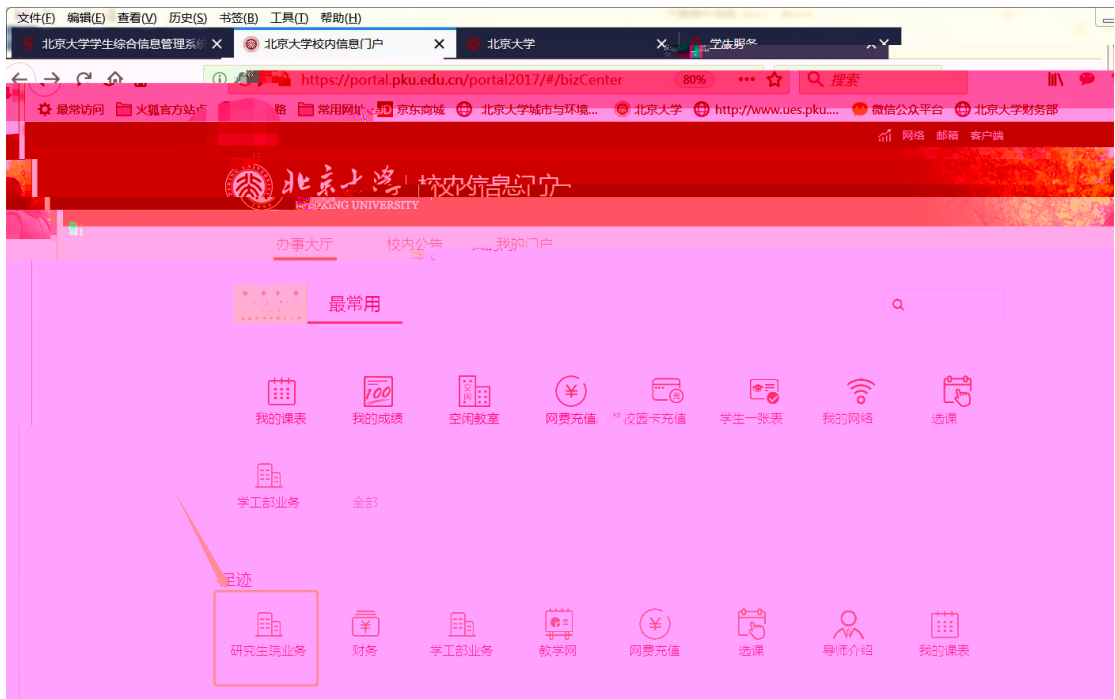 文件(F) 编辑(E) 查看(V) 历史(S) 书签(B) 工具(T) 帮助(H)
北京大学学生综合信息管理系统 × 北京大学校内信息门户 × 北京大学 ×
https://portal.pku.edu.cn/portal2017/#/bizCenter 80% 搜索
最常访问 火狐官方站点 常用网址 JD 京东商城 北京大学城市与环境... 北京大学 http://www.ues.pku.... 微信公众平台 北京大学财务部
网络 邮箱 客户端
北京大学 校内信息门户
PEKING UNIVERSITY
办事大厅 校内公告 我的门户
最常用
我的课表 我的成绩 空闲教室 网费充值 校园卡充值 学生一张表 我的网络 选课
学工部业务 全部
足迹
研究生院业务 财务 学工部业务 教学网 网费充值 选课 导师介绍 我的课表